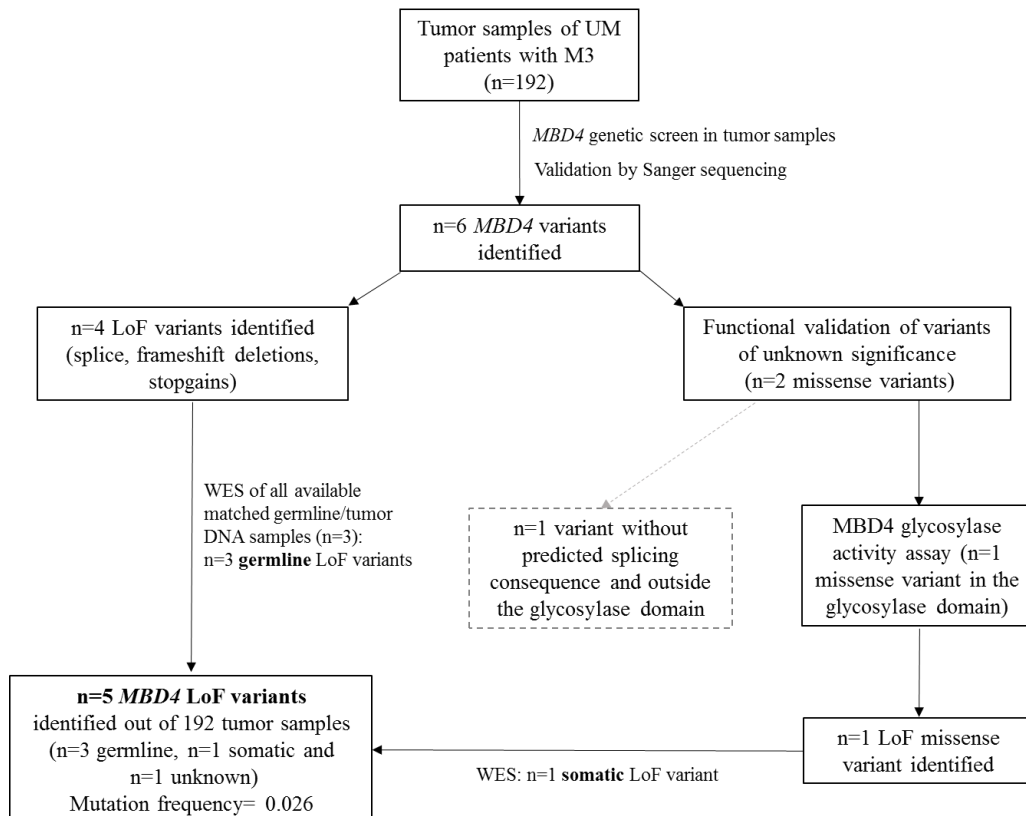 Tumor samples of UM
patients with M3
(n=192)
MBD4 genetic screen in tumor samples
Validation by Sanger sequencing
n=6 MBD4 variants
identified
n=4 LoF variants identified
(splice, frameshift deletions,
stopgains)
Functional validation of variants
of unknown significance
(n=2 missense variants)
WES of all available
matched germline/tumor
DNA samples (n=3):
n=3 germline LoF variants
n=1 variant without
predicted splicing
consequence and outside
the glycosylase domain
MBD4 glycosylase
activity assay (n=1
missense variant in the
glycosylase domain)
n=5 MBD4 LoF variants
identified out of 192 tumor samples
(n=3 germline, n=1 somatic and
n=1 unknown)
Mutation frequency= 0.026
WES: n=1 somatic LoF variant
n=1 LoF missense
variant identified